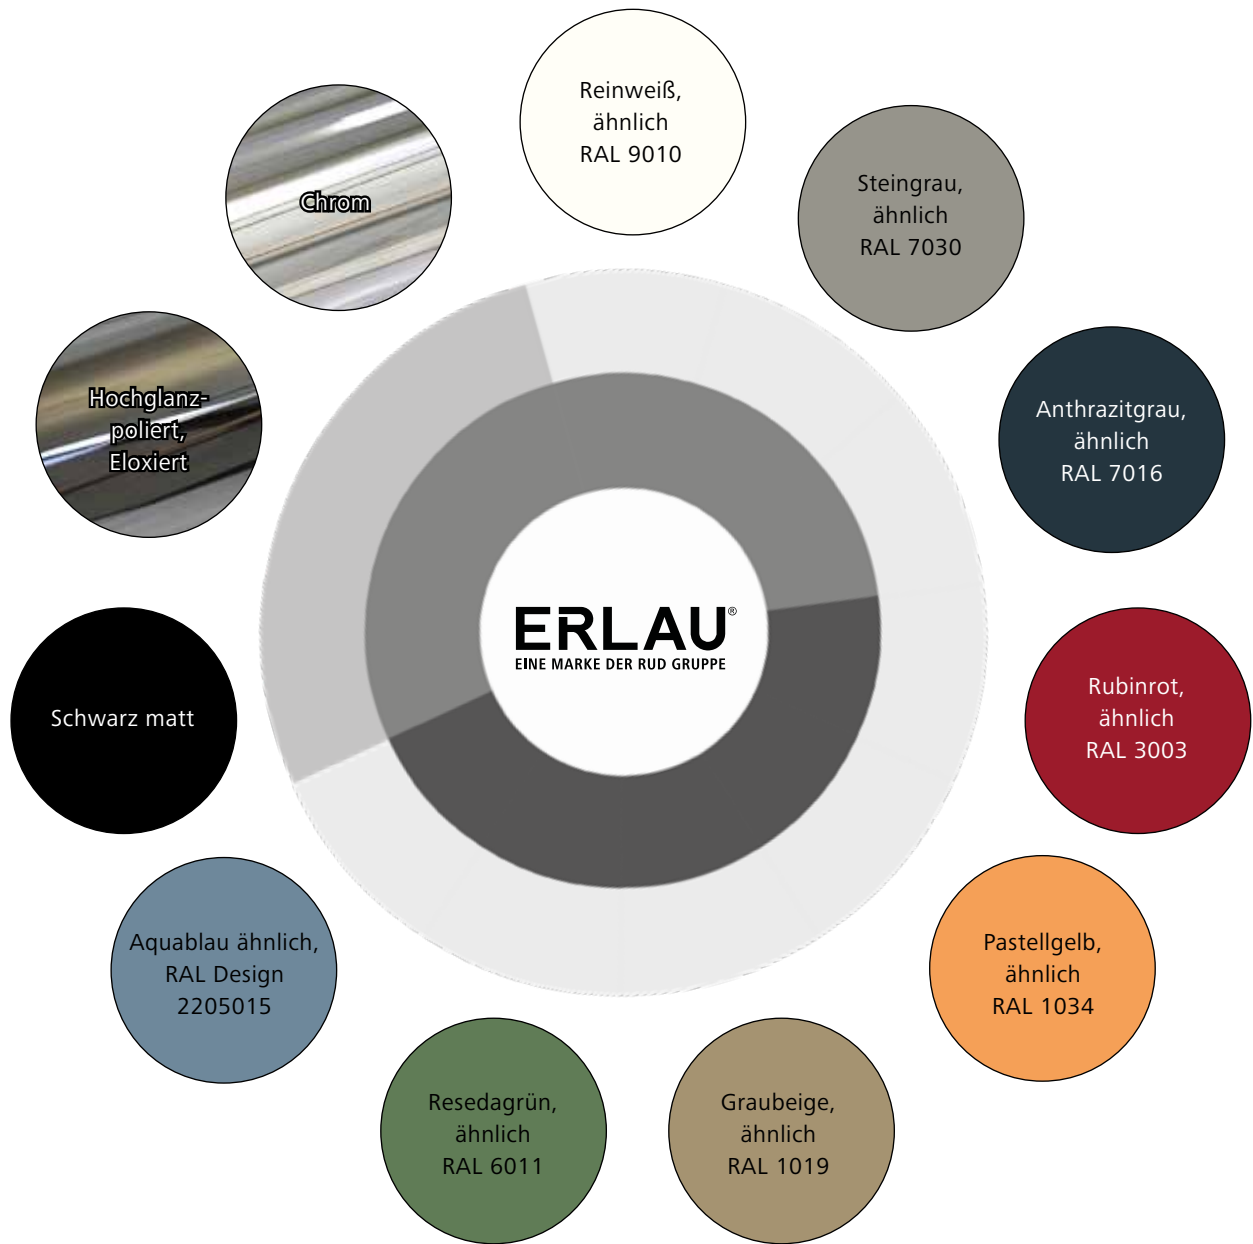 Reinweiß,
ähnlich
RAL 9010
Steingrau,
ähnlich
RAL 7030
Anthrazitgrau,
ähnlich
RAL 7016
Rubinrot,
ähnlich
RAL 3003
Pastellgelb,
ähnlich
RAL 1034
Graubeige,
ähnlich
RAL 1019
Resedagrün,
ähnlich
RAL 6011
Aquablau ähnlich,
RAL Design
2205015
Schwarz matt
Hochglanz-
poliert,
Eloxiert
Chrom
ERLAU®
EINE MARKE DER RUD GRUPPE